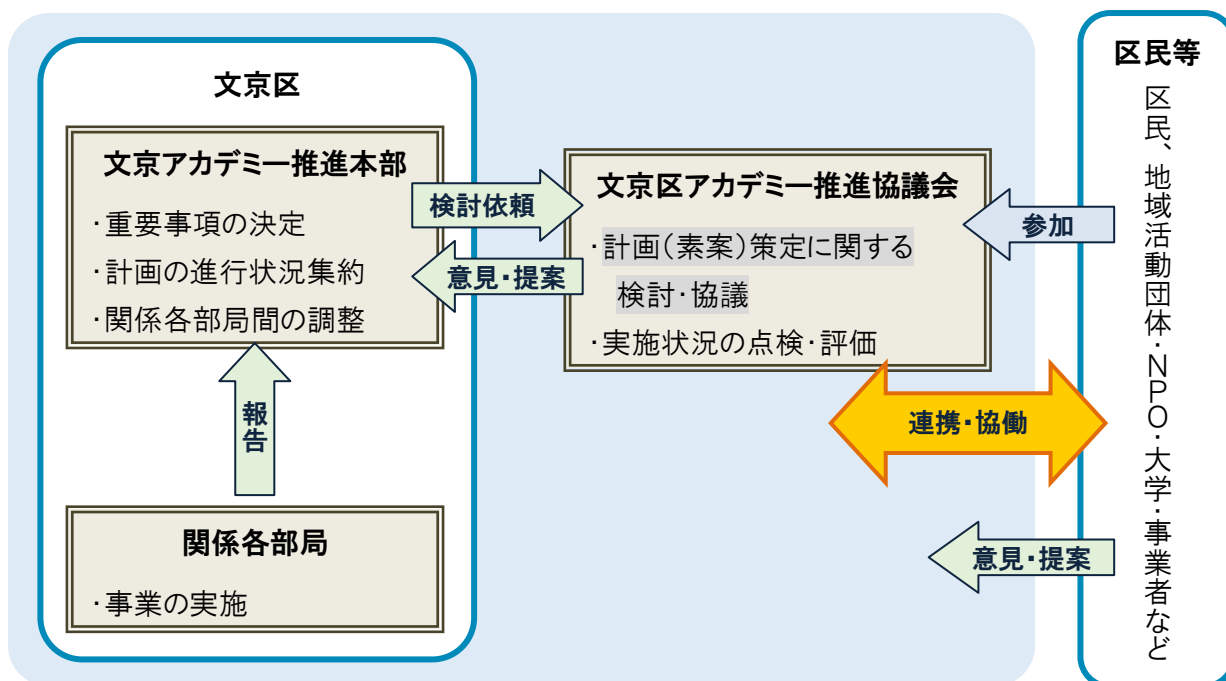 文京区
文京アカデミー推進本部
・重要事項の決定
・計画の進行状況集約
・関係各部局間の調整
検討依頼
意見・提案
報告
関係各部局
・事業の実施
文京区アカデミー推進協議会
・計画（素案）策定に関する
検討・協議
・実施状況の点検・評価
参加
連携・協働
意見・提案
区民等
区民、地域活動団体・NPO・大学・事業者など